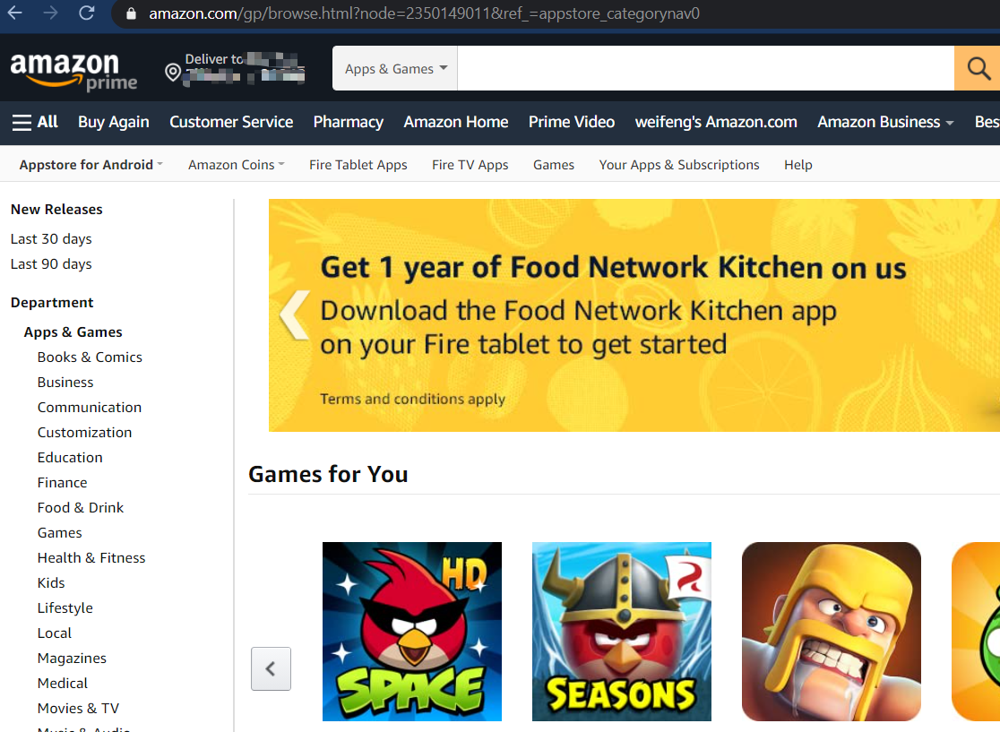 amazon.com/gp/browse.html?node=2350149011&ref_=appstore_categorynav0
amazon prime
Deliver to
Apps & Games
All Buy Again Customer Service Pharmacy Amazon Home Prime Video weifeng's Amazon.com Amazon Business Bes
Appstore for Android Amazon Coins Fire Tablet Apps Fire TV Apps Games Your Apps & Subscriptions Help
New Releases
Last 30 days
Last 90 days
Department
Apps & Games
Books & Comics
Business
Communication
Customization
Education
Finance
Food & Drink
Games
Health & Fitness
Kids
Lifestyle
Local
Magazines
Medical
Movies & TV
Music & Audio
Get 1 year of Food Network Kitchen on us
Download the Food Network Kitchen app
on your Fire tablet to get started
Terms and conditions apply
Games for You
HD
SPACE
SEASONS